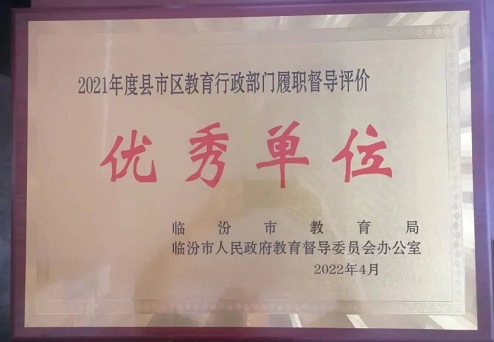 2021年度县市区教育行政部门履职督导评价
优秀单位
临汾市教育局
临汾市人民政府教育督导委员会办公室
2022年4月